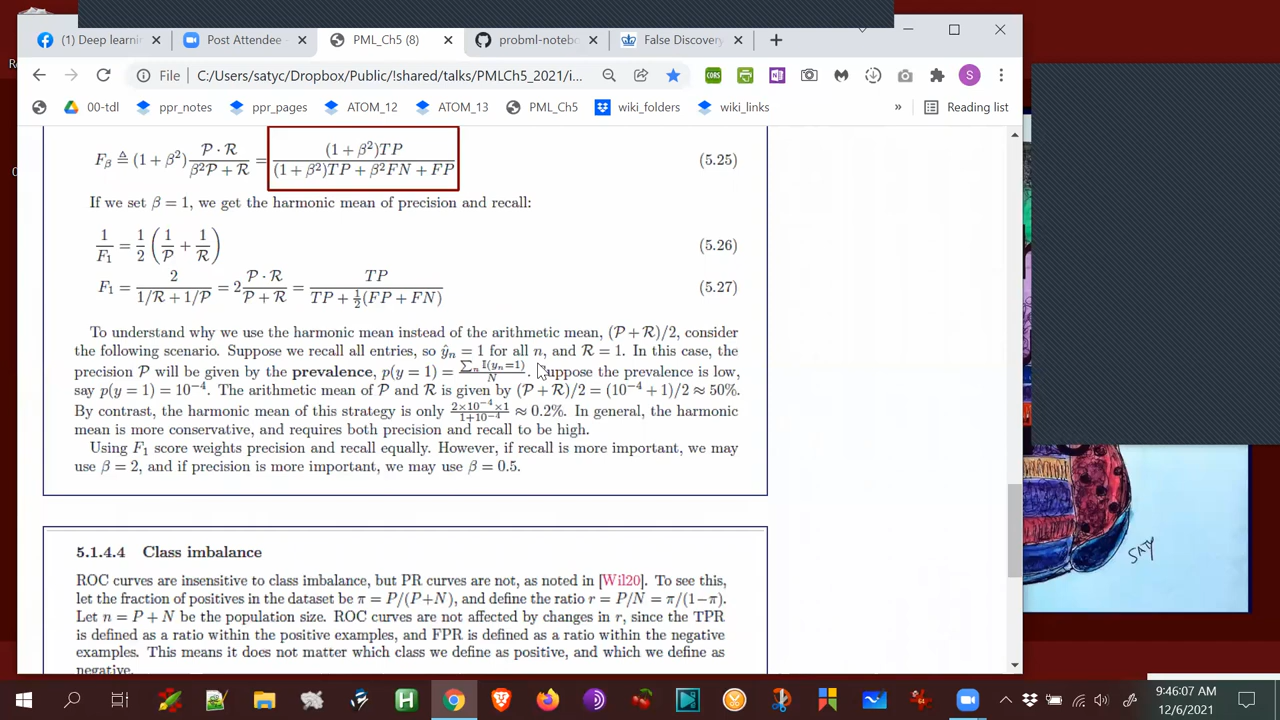 (1) Deep learni
Post Attendee -
PML_Ch5 (8)
probml-notebo
False Discovery
File
C:/Users/satyc/Dropbox/Public/!shared/talks/PMLCh5_2021/i...
CORS
S
00-tdl
ppr_notes
ppr_pages
ATOM_12
ATOM_13
PML_Ch5
wiki_folders
wiki_links
»
Reading list
F_β ≜ (1 + β²) P · R / (β²P + R) = (1 + β²)TP / ((1 + β²)TP + β²FN + FP) (5.25)
If we set β = 1, we get the harmonic mean of precision and recall:
1/F₁ = 1/2 (1/P + 1/R) (5.26)
F₁ = 2 / (1/R + 1/P) = 2 P · R / (P + R) = TP / (TP + ½(FP + FN)) (5.27)
To understand why we use the harmonic mean instead of the arithmetic mean, (P + R)/2, consider
the following scenario. Suppose we recall all entries, so ŷₙ = 1 for all n, and R = 1. In this case, the
precision P will be given by the prevalence, p(y = 1) = ∑ₙ 𝕀(yₙ=1) / N. Suppose the prevalence is low,
say p(y = 1) = 10⁻⁴. The arithmetic mean of P and R is given by (P + R)/2 = (10⁻⁴ + 1)/2 ≈ 50%.
By contrast, the harmonic mean of this strategy is only 2×10⁻⁴×1 / 1+10⁻⁴ ≈ 0.2%. In general, the harmonic
mean is more conservative, and requires both precision and recall to be high.
Using F₁ score weights precision and recall equally. However, if recall is more important, we may
use β = 2, and if precision is more important, we may use β = 0.5.
5.1.4.4 Class imbalance
ROC curves are insensitive to class imbalance, but PR curves are not, as noted in [Wil20]. To see this,
let the fraction of positives in the dataset be π = P/(P+N), and define the ratio r = P/N = π/(1−π).
Let n = P + N be the population size. ROC curves are not affected by changes in r, since the TPR
is defined as a ratio within the positive examples, and FPR is defined as a ratio within the negative
examples. This means it does not matter which class we define as positive, and which we define as
negative.
SATY
9:46:07 AM
12/6/2021